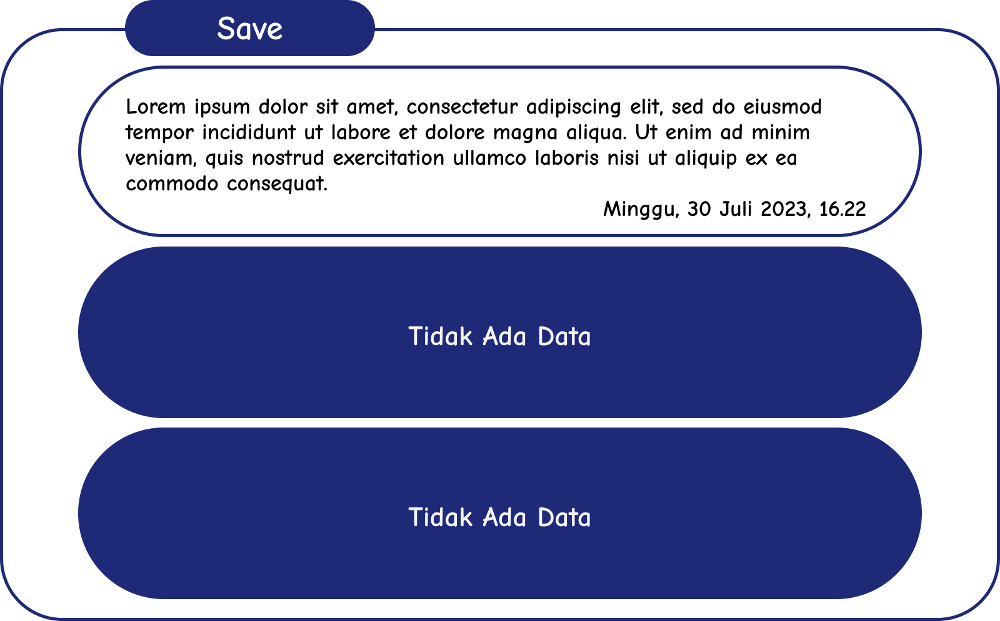 Save
Lorem ipsum dolor sit amet, consectetur adipiscing elit, sed do eiusmod
tempor incididunt ut labore et dolore magna aliqua. Ut enim ad minim
veniam, quis nostrud exercitation ullamco laboris nisi ut aliquip ex ea
commodo consequat.
Minggu, 30 Juli 2023, 16.22
Tidak Ada Data
Tidak Ada Data